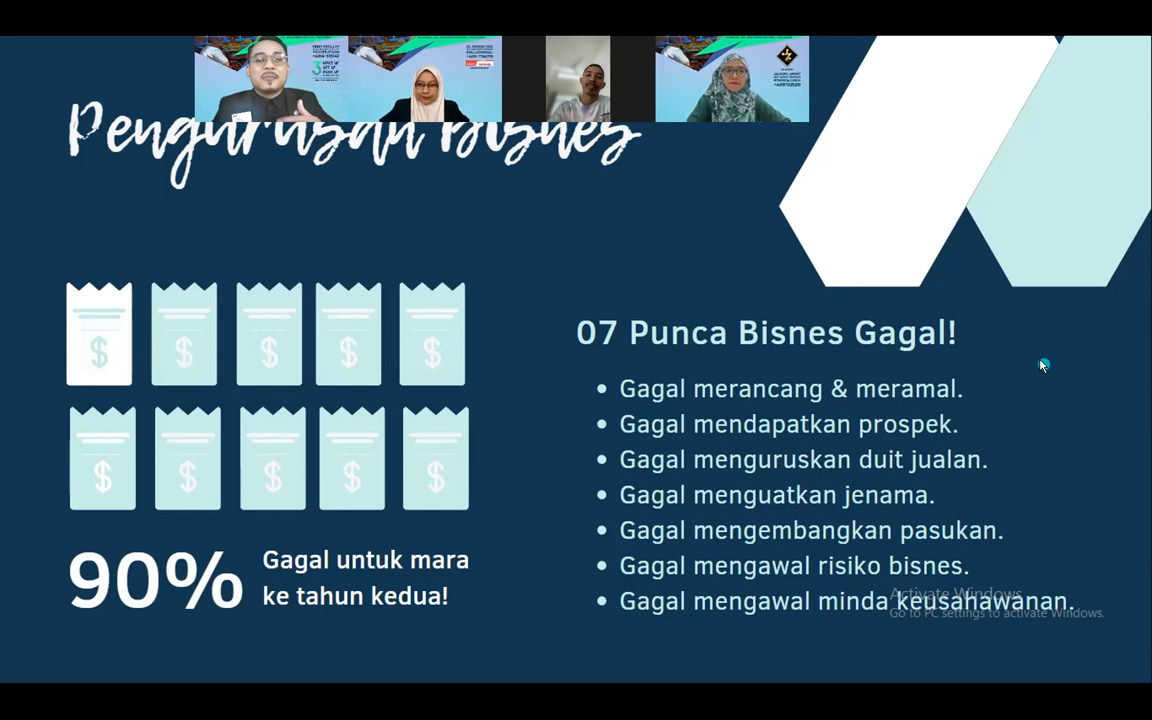 Pengurusan Bisnes
07 Punca Bisnes Gagal!
Gagal merancang & meramal.
Gagal mendapatkan prospek.
Gagal menguruskan duit jualan.
Gagal menguatkan jenama.
Gagal mengembangkan pasukan.
Gagal mengawal risiko bisnes.
Gagal mengawal minda keusahawanan.
$ $ $ $ $
$ $ $ $ $
90%
Gagal untuk mara
ke tahun kedua!
Activate Windows
Go to PC settings to activate Windows.